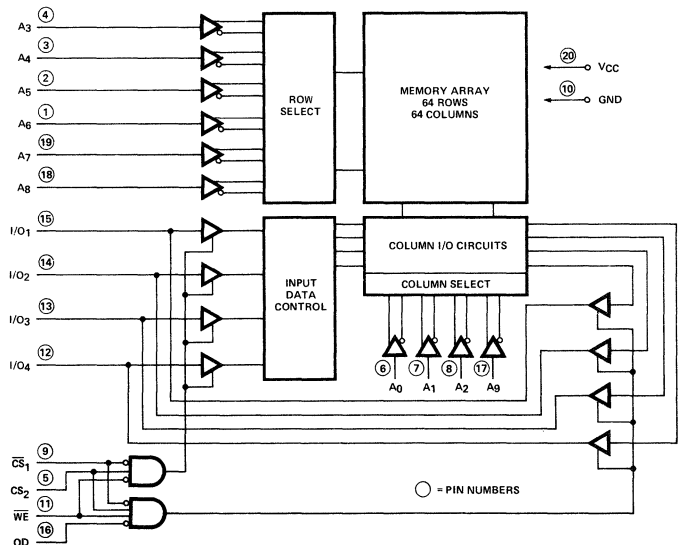 A3 4
A4 3
A5 2
A6 1
A7 19
A8 18
ROW
SELECT
MEMORY ARRAY
64 ROWS
64 COLUMNS
20 VCC
10 GND
I/O1 15
I/O2 14
I/O3 13
I/O4 12
INPUT
DATA
CONTROL
COLUMN I/O CIRCUITS
COLUMN SELECT
6 7 8 17
A0 A1 A2 A9
CS1 9
CS2 5
WE 11
OD 16
= PIN NUMBERS